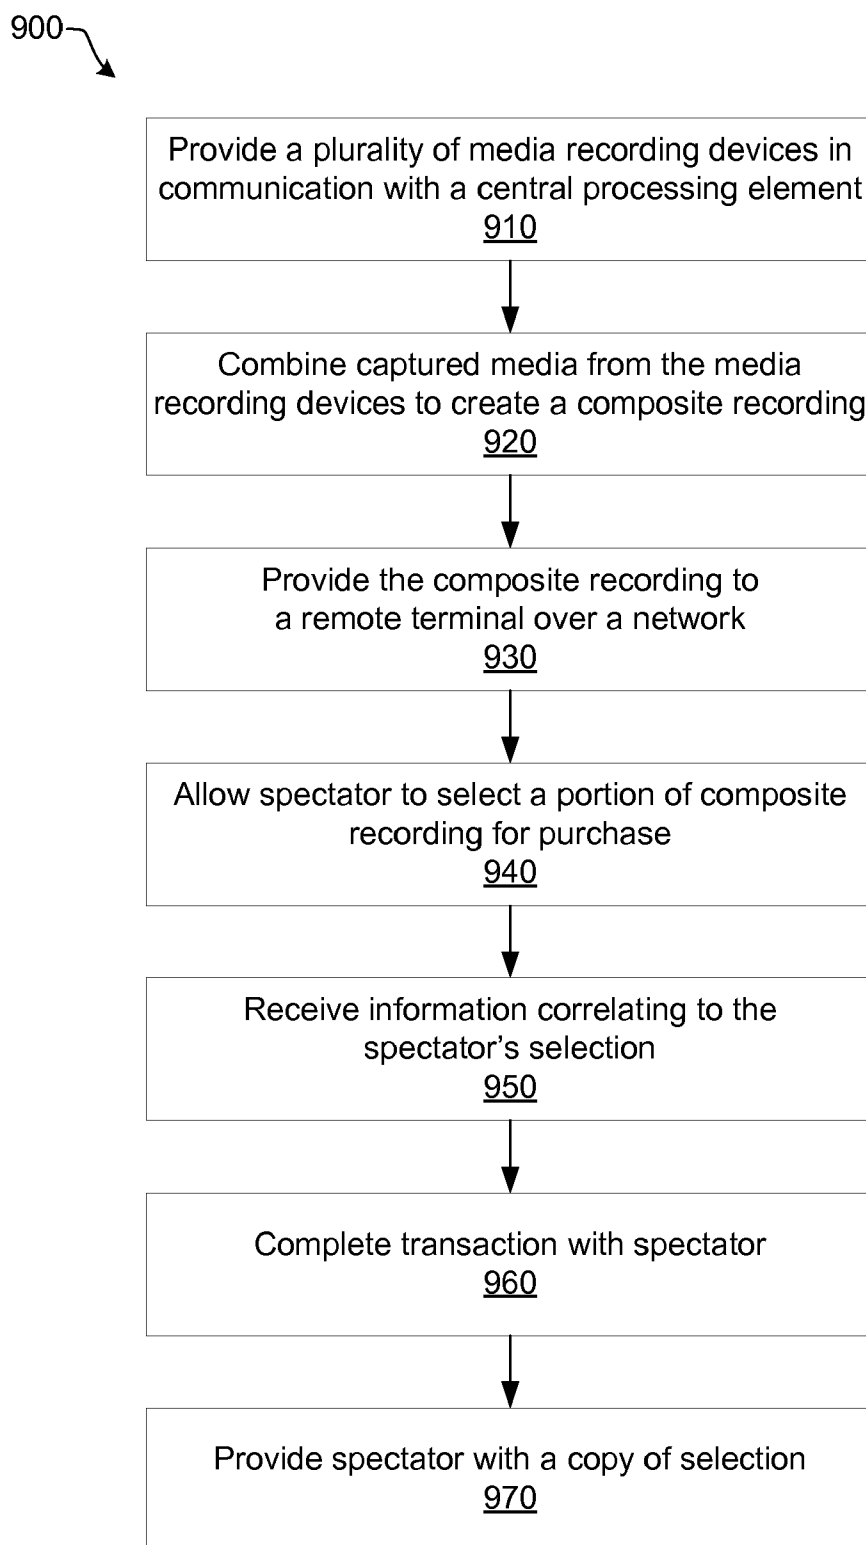 900
Provide a plurality of media recording devices in
communication with a central processing element
910
Combine captured media from the media
recording devices to create a composite recording
920
Provide the composite recording to
a remote terminal over a network
930
Allow spectator to select a portion of composite
recording for purchase
940
Receive information correlating to the
spectator’s selection
950
Complete transaction with spectator
960
Provide spectator with a copy of selection
970